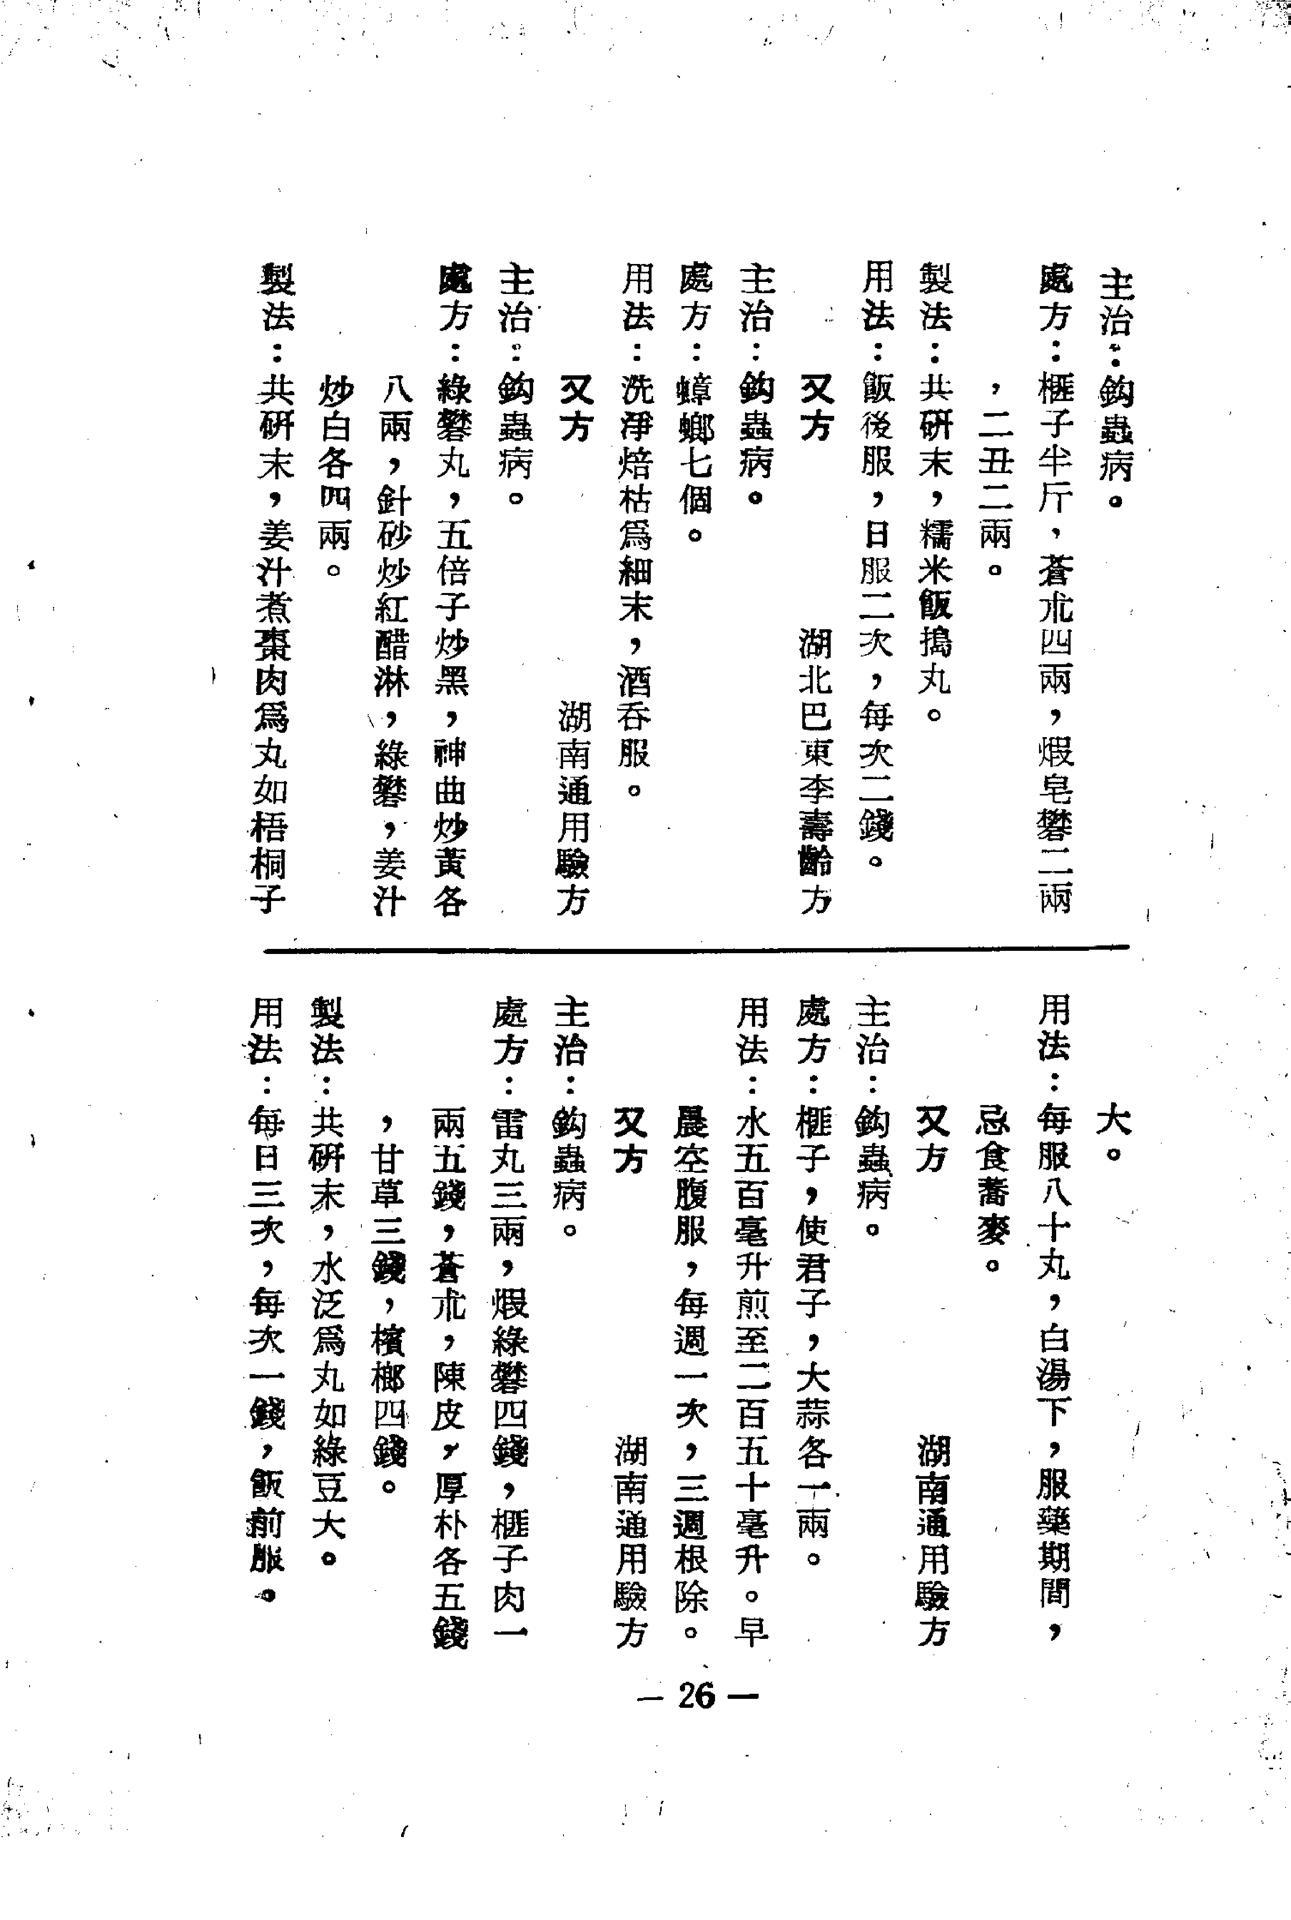 主治：鈎蟲病。
處方：榧子半斤，蒼朮四兩，煅皂礬二兩
，二丑二兩。
製法：共研末，糯米飯搗丸。
用法：飯後服，日服二次，每次二錢。
又方　湖北巴東李壽齡方
主治：鈎蟲病。
處方：蟑螂七個。
用法：洗淨焙枯爲細末，酒吞服。
又方　湖南通用驗方
主治：鈎蟲病。
處方：綠礬丸，五倍子炒黑，神曲炒黃各
八兩，針砂炒紅醋淋，綠礬，姜汁
炒白各四兩。
製法：共研末，姜汁煮棗肉爲丸如梧桐子
大。
用法：每服八十丸，白湯下，服藥期間，
忌食蕎麥。
又方　湖南通用驗方
主治：鈎蟲病。
處方：榧子，使君子，大蒜各一兩。
用法：水五百毫升煎至二百五十毫升。早
晨空腹服，每週一次，三週根除。
又方　湖南通用驗方
主治：鈎蟲病。
處方：雷丸三兩，煆綠礬四錢，榧子肉一
兩五錢，蒼朮，陳皮，厚朴各五錢
，甘草三錢，檳榔四錢。
製法：共研末，水泛爲丸如綠豆大。
用法：每日三次，每次一錢，飯前服。
— 26 —